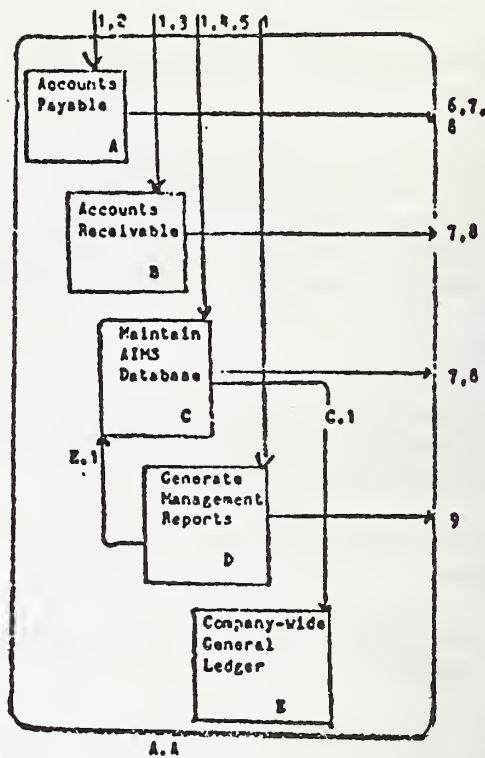 1,2
1,3
1,4,5
1
Accounts
Payable
A
6,7,
8
Accounts
Receivable
B
7,8
Maintain
AIMS
Database
C
7,8
C.1
E.1
Generate
Management
Reports
D
9
Company-wide
General
Ledger
E
A.A